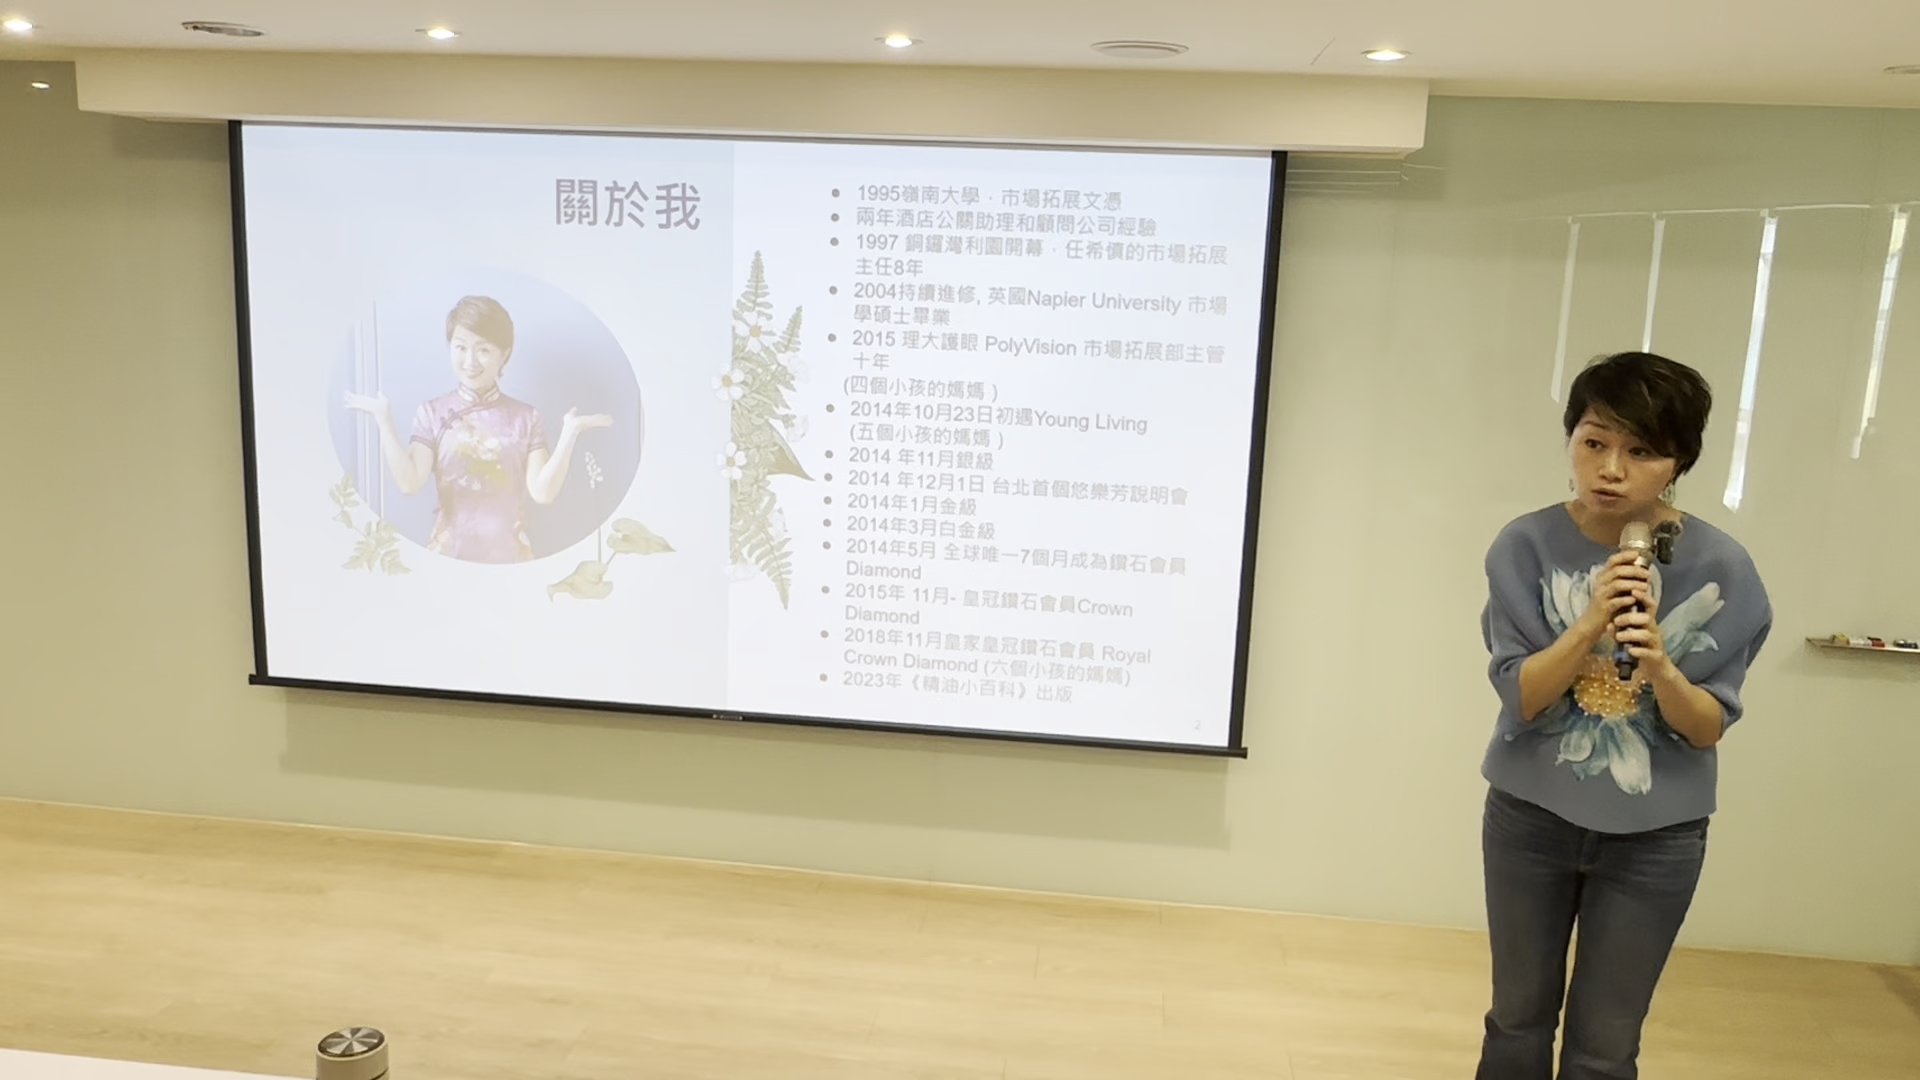 關於我
● 1995嶺南大學，市場拓展文憑
● 兩年酒店公關助理和顧問公司經驗
● 1997 銅鑼灣利園開幕，任希慎的市場拓展
主任8年
● 2004持續進修, 英國Napier University 市場
學碩士畢業
● 2015 理大護眼 PolyVision 市場拓展部主管
十年
(四個小孩的媽媽 )
● 2014年10月23日初遇Young Living
(五個小孩的媽媽 )
● 2014 年11月銀級
● 2014 年12月1日 台北首個悠樂芳說明會
● 2014年1月金級
● 2014年3月白金級
● 2014年5月 全球唯一7個月成為鑽石會員
Diamond
● 2015年 11月- 皇冠鑽石會員Crown
Diamond
● 2018年11月皇家皇冠鑽石會員 Royal
Crown Diamond (六個小孩的媽媽)
● 2023年《精油小百科》出版
2